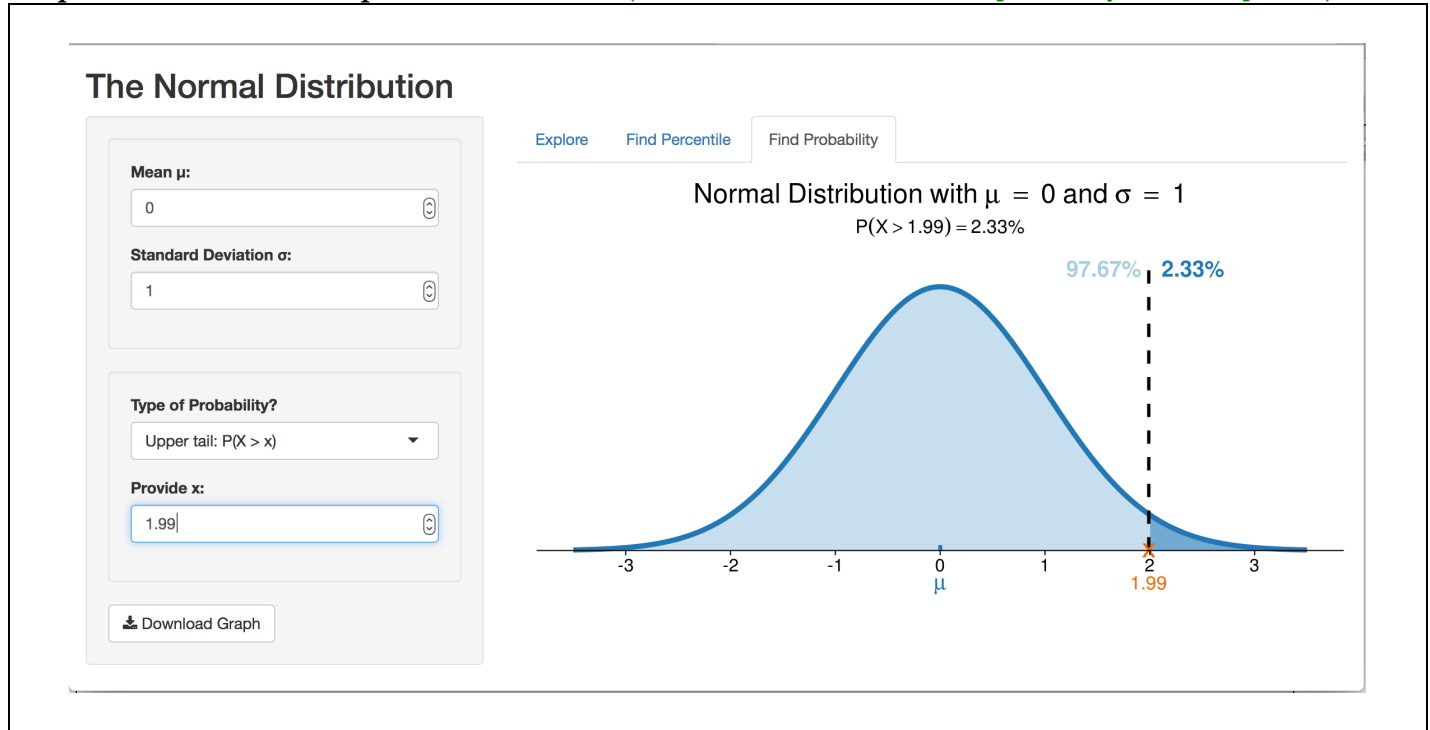 The Normal Distribution
Mean μ:
0
Standard Deviation σ:
1
Type of Probability?
Upper tail: P(X > x)
Provide x:
1.99
Download Graph
Explore Find Percentile Find Probability
Normal Distribution with μ = 0 and σ = 1
P(X > 1.99) = 2.33%
97.67% 2.33%
-3 -2 -1 0 1 2 3
μ 1.99